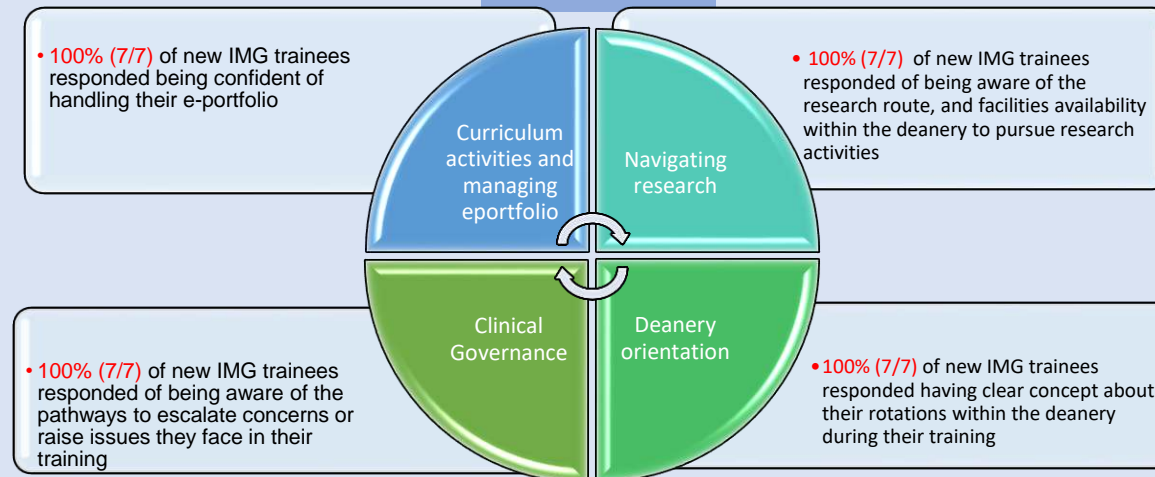 • 100% (7/7) of new IMG trainees
responded being confident of
handling their e-portfolio
Curriculum
activities and
managing
eportfolio
Navigating
research
• 100% (7/7) of new IMG trainees
responded of being aware of the
research route, and facilities availability
within the deanery to pursue research
activities
• 100% (7/7) of new IMG trainees
responded of being aware of the
pathways to escalate concerns or
raise issues they face in their
training
Clinical
Governance
Deanery
orientation
• 100% (7/7) of new IMG trainees
responded having clear concept about
their rotations within the deanery
during their training